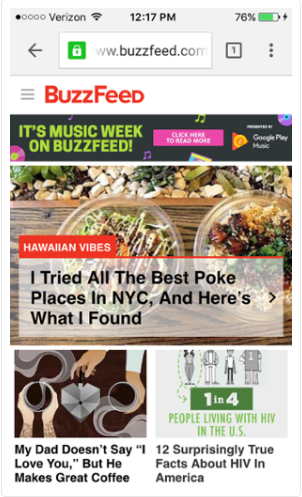 Verizon 12:17 PM 76%
ww.buzzfeed.com 1
BuzzFeed
IT'S MUSIC WEEK
ON BUZZFEED!
CLICK HERE
TO READ MORE
PRESENTED BY
Google Play
Music
HAWAIIAN VIBES
I Tried All The Best Poke
Places In NYC, And Here's
What I Found
1 in 4
PEOPLE LIVING WITH HIV
IN THE U.S.
My Dad Doesn't Say “I
Love You,” But He
Makes Great Coffee
12 Surprisingly True
Facts About HIV In
America